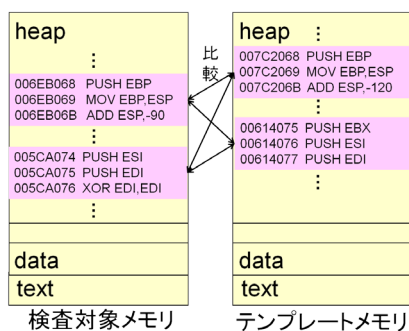 heap
006EB068 PUSH EBP
006EB069 MOV EBP,ESP
006EB06B ADD ESP,-90
005CA074 PUSH ESI
005CA075 PUSH EDI
005CA076 XOR EDI,EDI
data
text
検査対象メモリ
比較
heap
007C2068 PUSH EBP
007C2069 MOV EBP,ESP
007C206B ADD ESP,-120
00614075 PUSH EBX
00614076 PUSH ESI
00614077 PUSH EDI
data
text
テンプレートメモリ